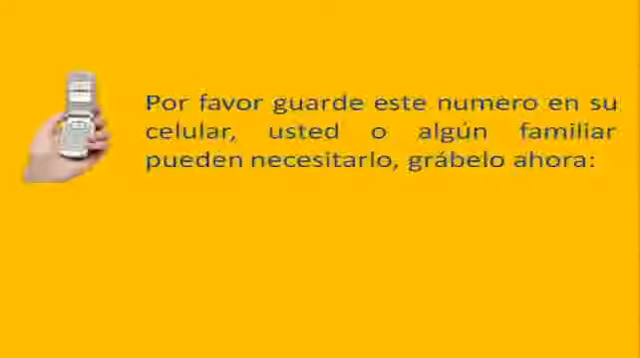 Por favor guarde este numero en su
celular, usted o algún familiar
pueden necesitarlo, grábelo ahora: